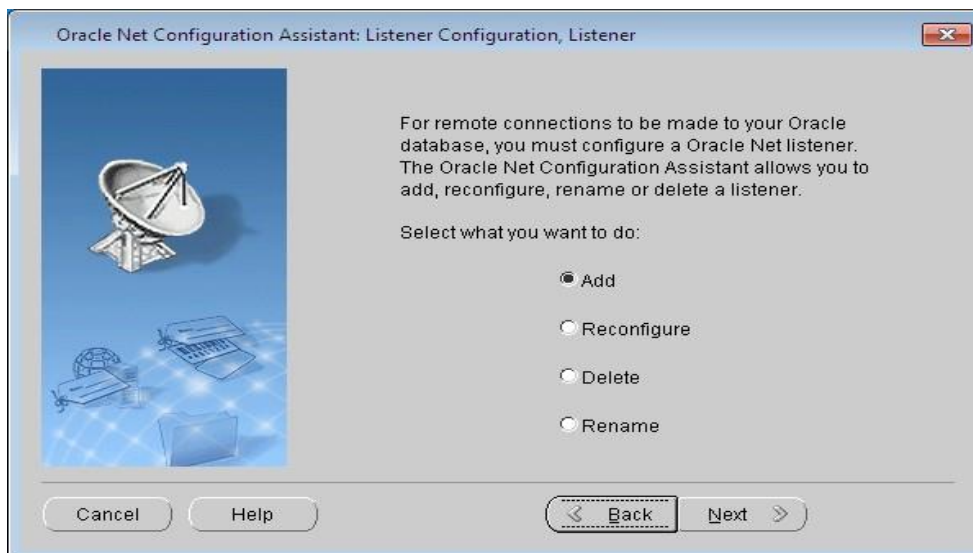 Oracle Net Configuration Assistant: Listener Configuration, Listener
For remote connections to be made to your Oracle
database, you must configure a Oracle Net listener.
The Oracle Net Configuration Assistant allows you to
add, reconfigure, rename or delete a listener.
Select what you want to do:
Add
Reconfigure
Delete
Rename
Cancel
Help
Back
Next